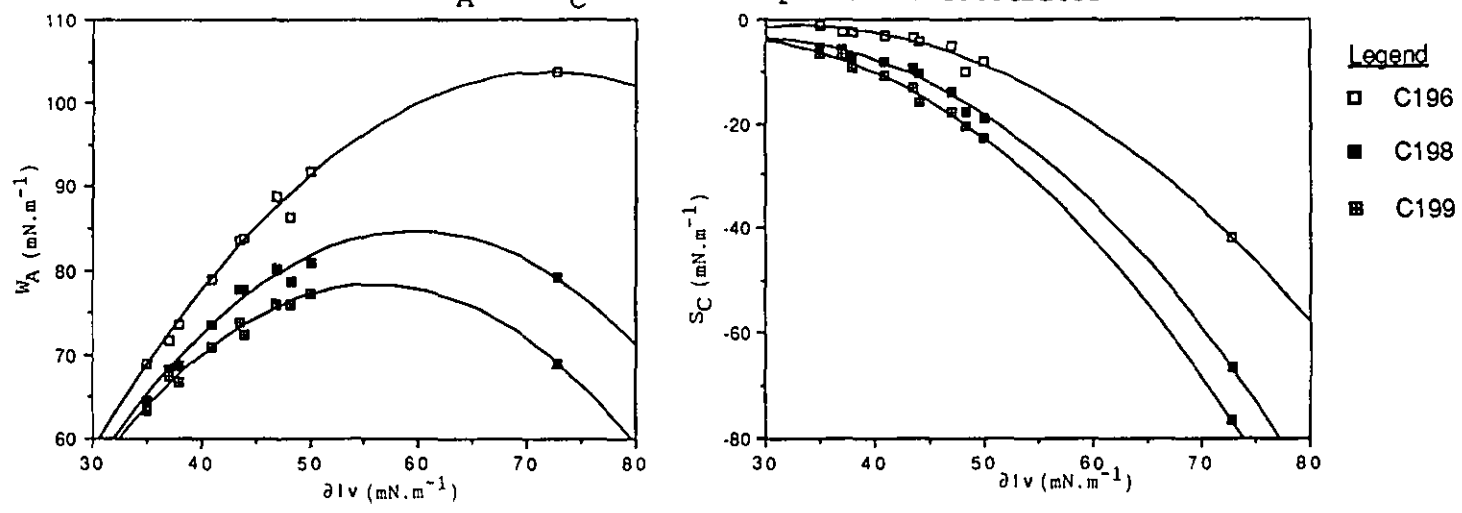 A C p
110
100
90
80
70
60
30 40 50 60 70 80
W_A (mN.m⁻¹)
∂lv (mN.m⁻¹)
0
-20
-40
-60
-80
30 40 50 60 70 80
S_C (mN.m⁻¹)
∂lv (mN.m⁻¹)
Legend
C196
C198
C199